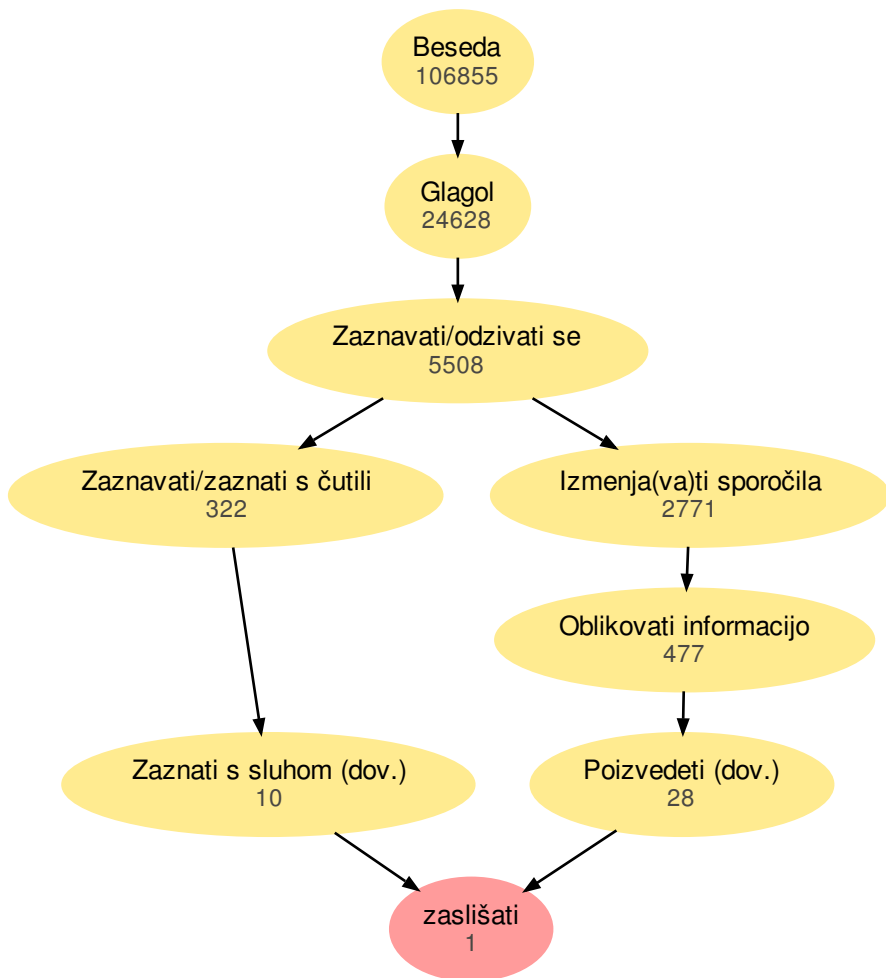 Beseda
106855
Glagol
24628
Zaznavati/odzivati se
5508
Zaznavati/zaznati s čutili
322
Izmenja(va)ti sporočila
2771
Oblikovati informacijo
477
Zaznati s sluhom (dov.)
10
Poizvedeti (dov.)
28
zaslišati
1